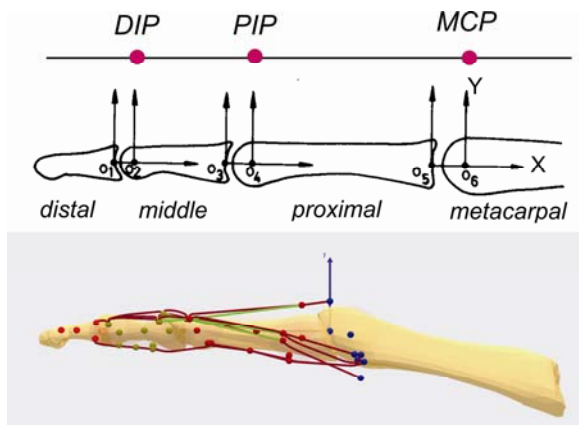 DIP PIP MCP
Y
O1 O2 O3 O4 O5 O6 X
distal middle proximal metacarpal